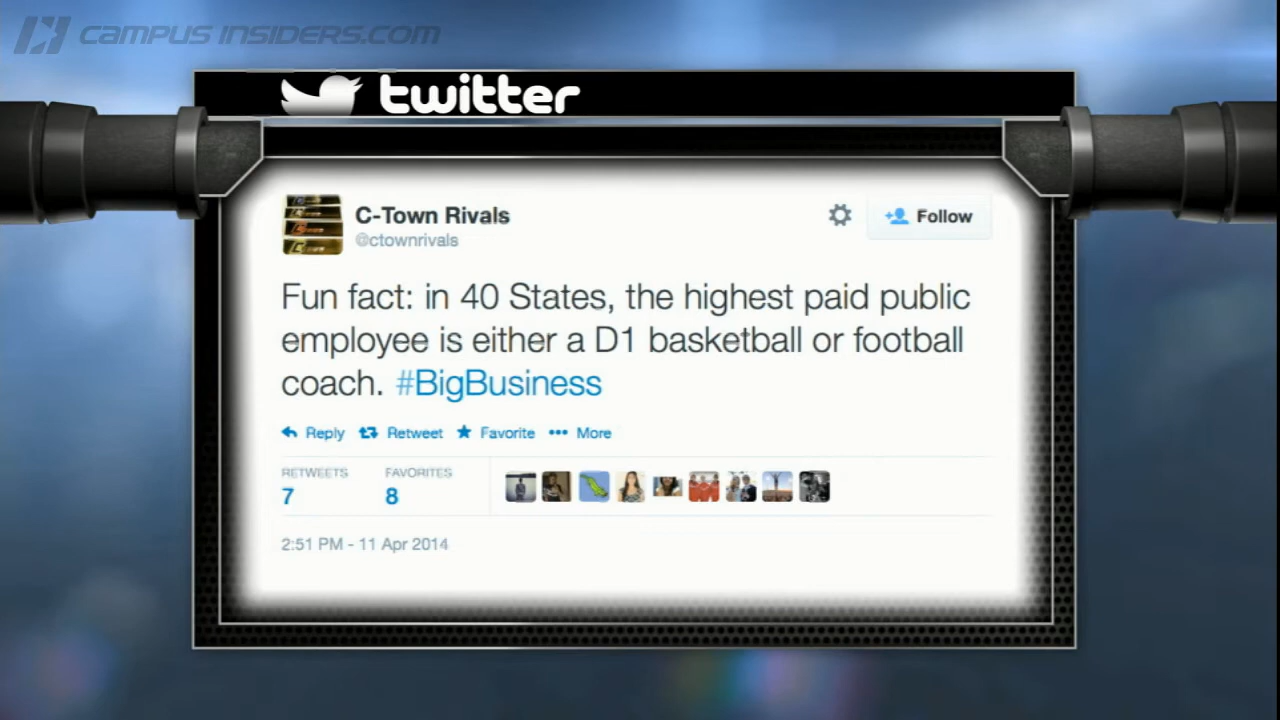 CAMPUS INSIDERS.COM
twitter
C-Town Rivals
@ctownrivals
Follow
Fun fact: in 40 States, the highest paid public
employee is either a D1 basketball or football
coach. #BigBusiness
Reply Retweet Favorite ••• More
RETWEETS FAVORITES
7 8
2:51 PM - 11 Apr 2014